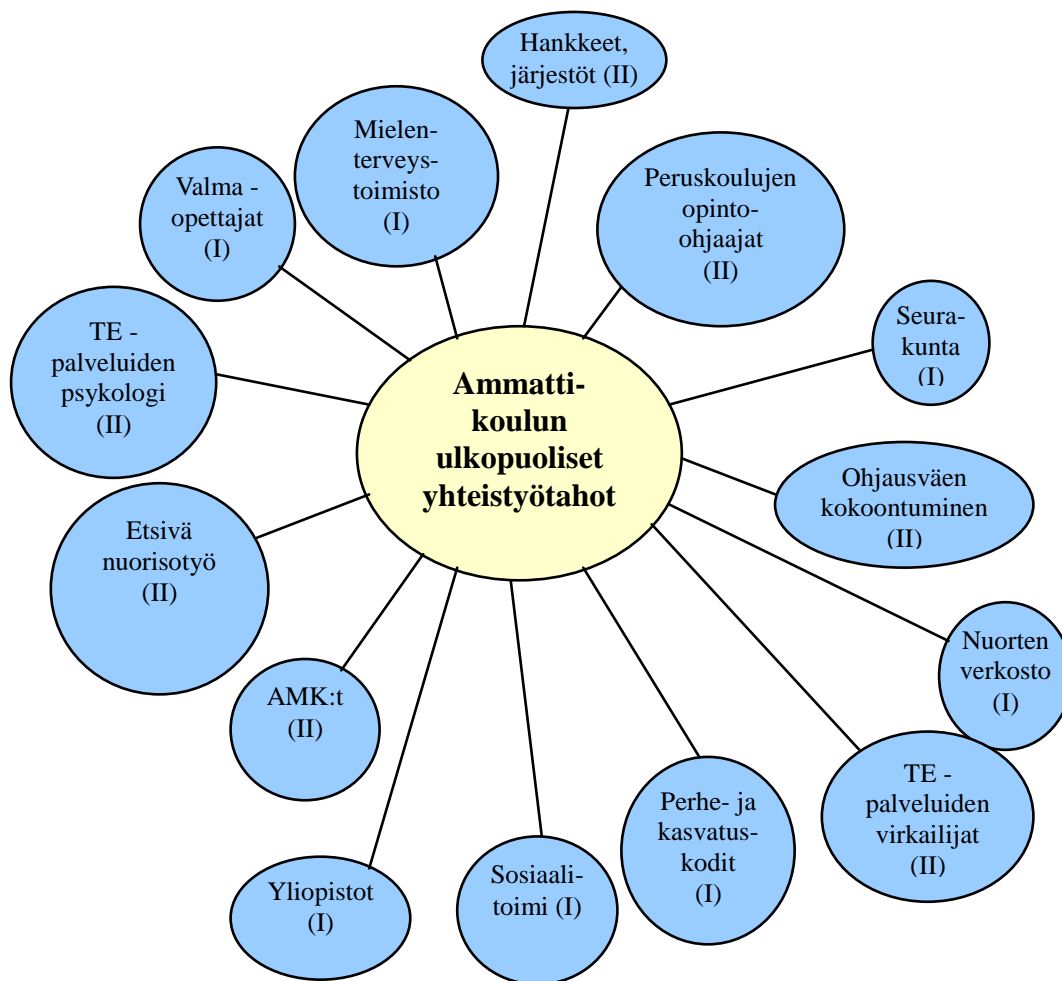 Hankkeet,
järjestöt (II)
Mielen-
terveys-
toimisto
(I)
Valma -
opettajat
(I)
Peruskoulujen
opinto-
ohjaajat
(II)
TE -
palveluiden
psykologi
(II)
Seura-
kunta
(I)
Ammatti-
koulun
ulkopuoliset
yhteistyötahot
Ohjausväen
kokoontuminen
(II)
Etsivä
nuorisotyö
(II)
Nuorten
verkosto
(I)
AMK:t
(II)
TE -
palveluiden
virkailijat
(II)
Perhe- ja
kasvatus-
kodit
(I)
Sosiaali-
toimi (I)
Yliopistot
(I)